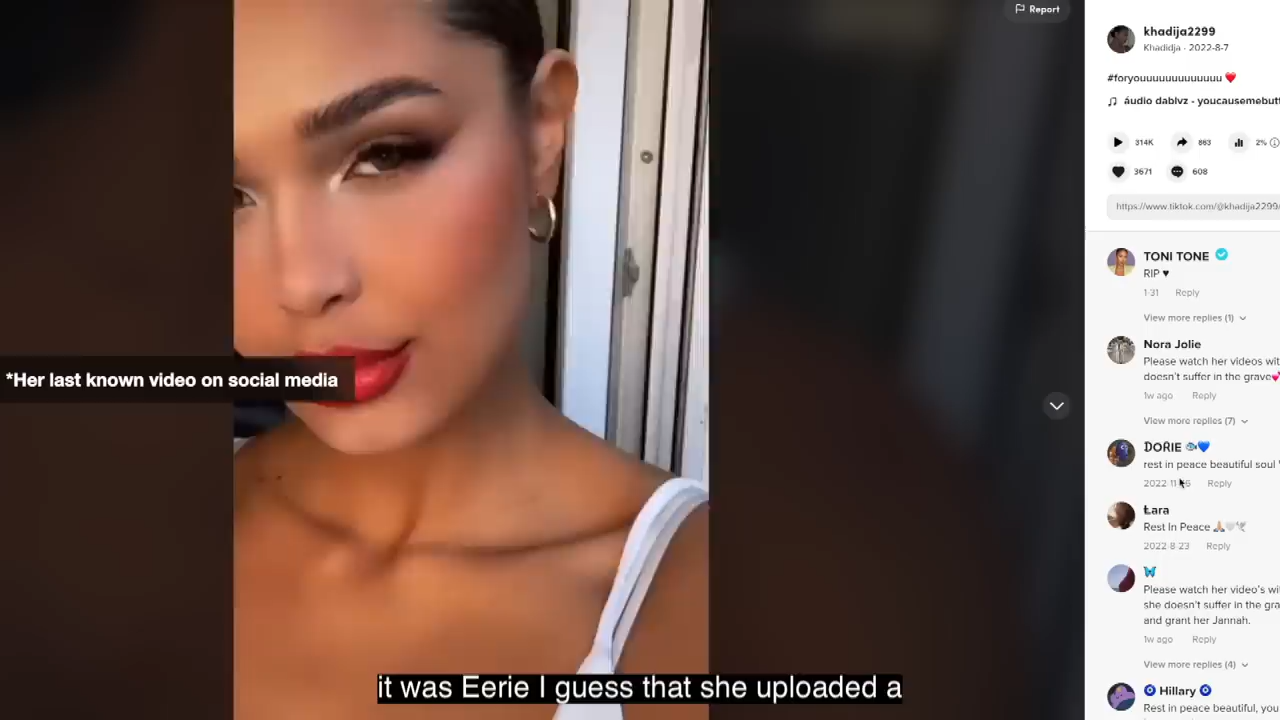 Report
khadija2299
Khadidja · 2022-8-7
#foryouuuuuuuuuuuuu ❤️
áudio dablvz - youcausemebutt
314K
863
2%
3671
608
https://www.tiktok.com/@khadija2299/
TONI TONE
RIP ♥
1-31 Reply
View more replies (1)
Nora Jolie
Please watch her videos wit
doesn't suffer in the grave💕
1w ago Reply
View more replies (7)
*Her last known video on social media
ƊOŘIE 🐟💙
rest in peace beautiful soul
Reply
Łara
Rest In Peace 🙏🏼🤍🕊
2022-8-23 Reply
🦋
Please watch her video's wi
she doesn't suffer in the gra
and grant her Jannah.
1w ago Reply
View more replies (4)
🧿 Hillary 🧿
Rest in peace beautiful, you
it was Eerie I guess that she uploaded a